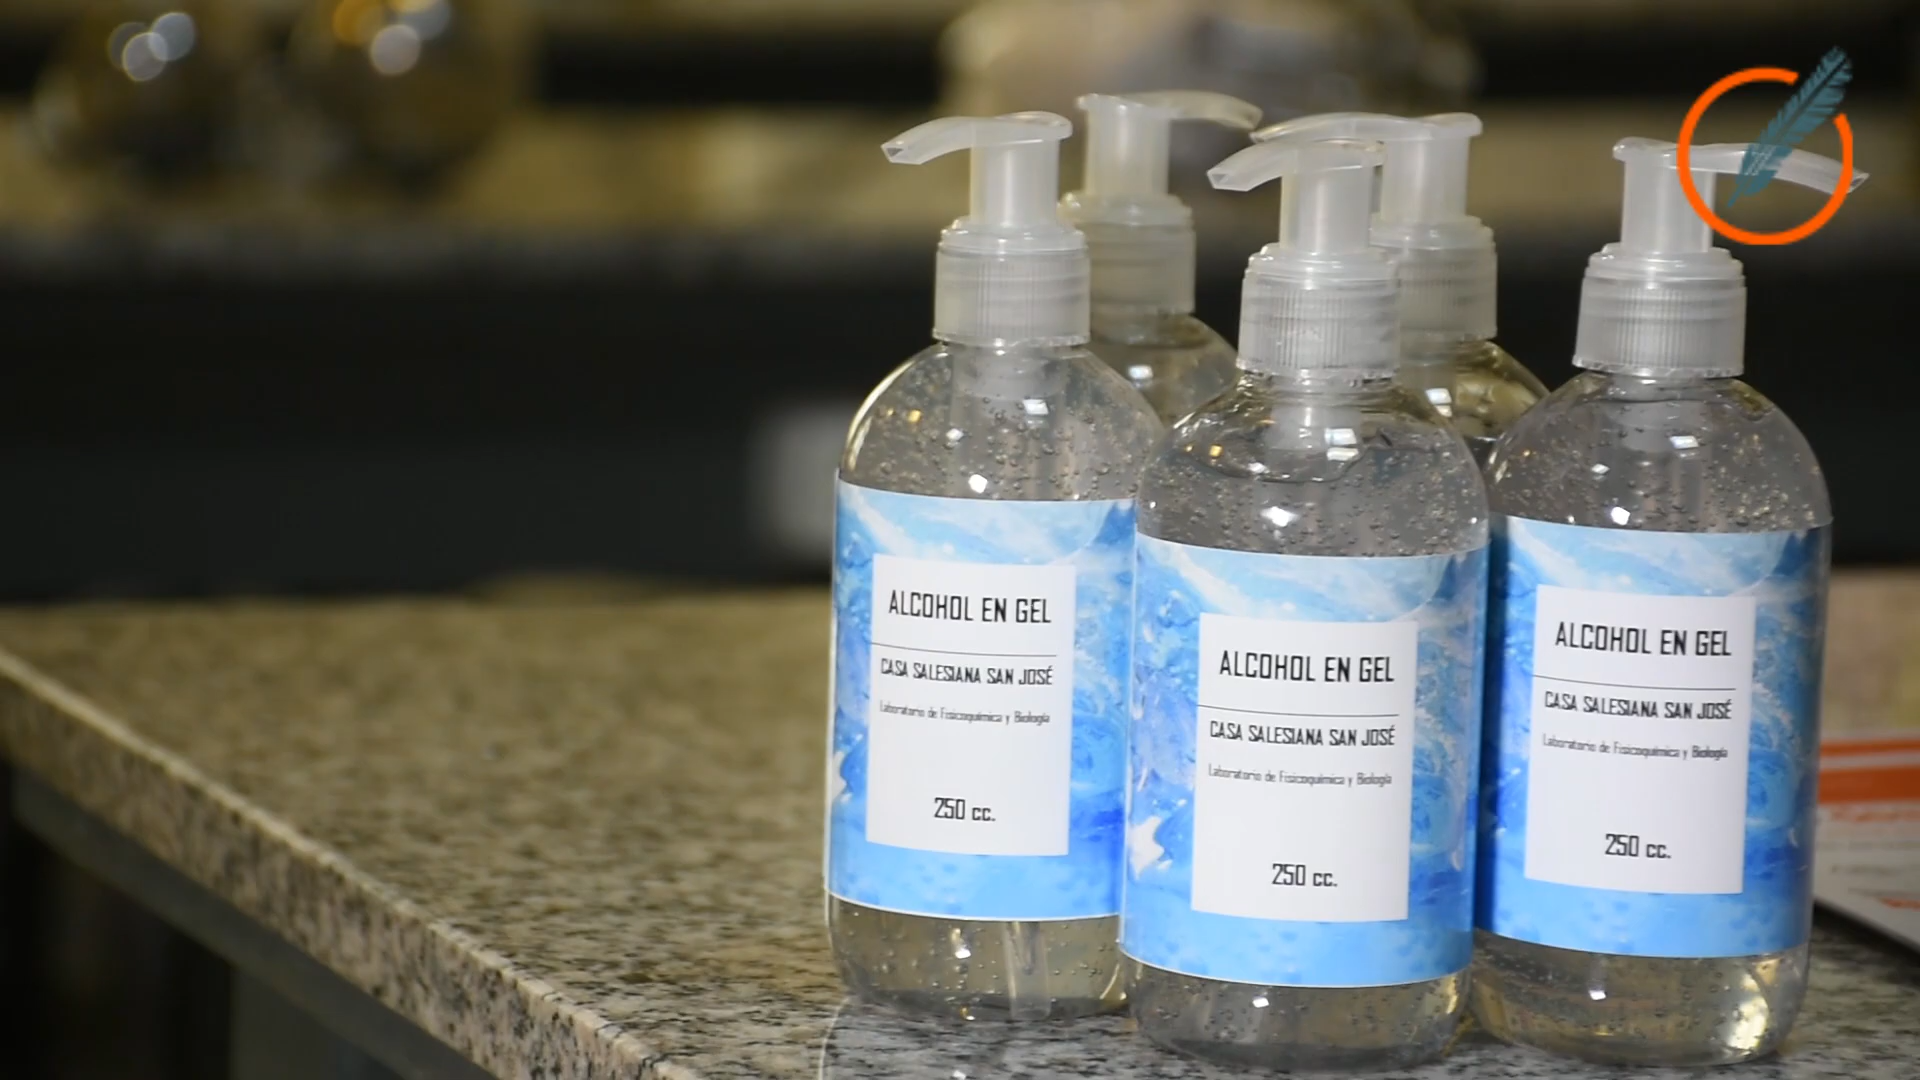 ALCOHOL EN GEL
CASA SALESIANA SAN JOSÉ
Laboratorio de Fisicoquímica y Biología
250 cc.
ALCOHOL EN GEL
CASA SALESIANA SAN JOSÉ
Laboratorio de Fisicoquímica y Biología
250 cc.
ALCOHOL EN GEL
CASA SALESIANA SAN JOSÉ
Laboratorio de Fisicoquímica y Biología
250 cc.